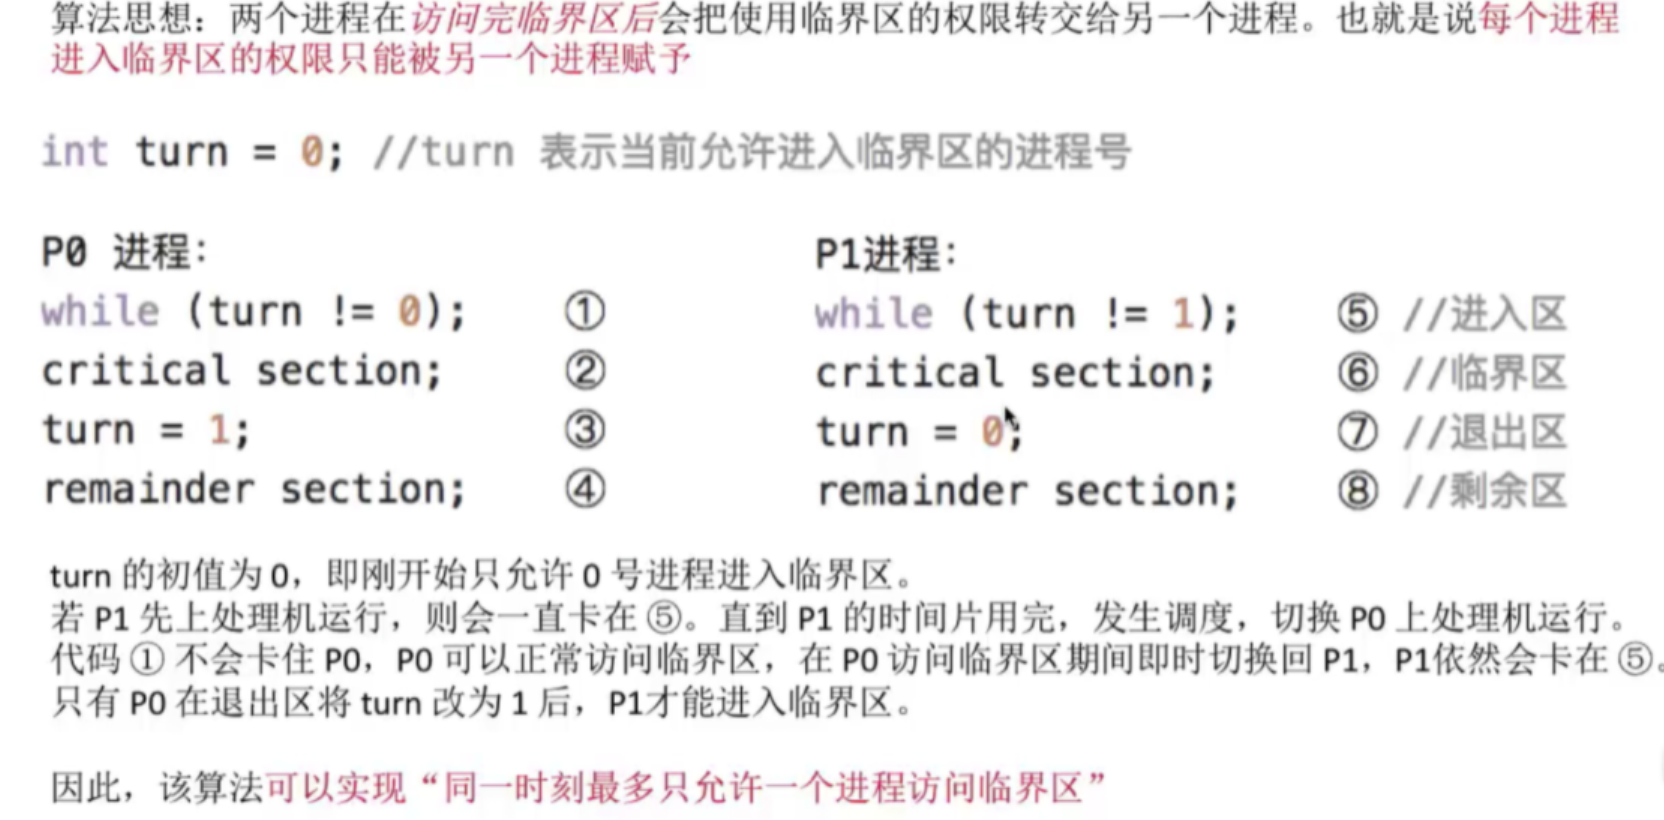 算法思想：两个进程在访问完临界区后会把使用临界区的权限转交给另一个进程。也就是说每个进程
进入临界区的权限只能被另一个进程赋予
int turn = 0; //turn 表示当前允许进入临界区的进程号
P0 进程：
while (turn != 0); ①
critical section; ②
turn = 1; ③
remainder section; ④
P1进程：
while (turn != 1); ⑤ //进入区
critical section; ⑥ //临界区
turn = 0; ⑦ //退出区
remainder section; ⑧ //剩余区
turn 的初值为 0，即刚开始只允许 0 号进程进入临界区。
若 P1 先上处理机运行，则会一直卡在 ⑤。直到 P1 的时间片用完，发生调度，切换 P0 上处理机运行。
代码 ① 不会卡住 P0，P0 可以正常访问临界区，在 P0 访问临界区期间即时切换回 P1，P1依然会卡在 ⑤。
只有 P0 在退出区将 turn 改为 1 后，P1才能进入临界区。
因此，该算法可以实现“同一时刻最多只允许一个进程访问临界区”